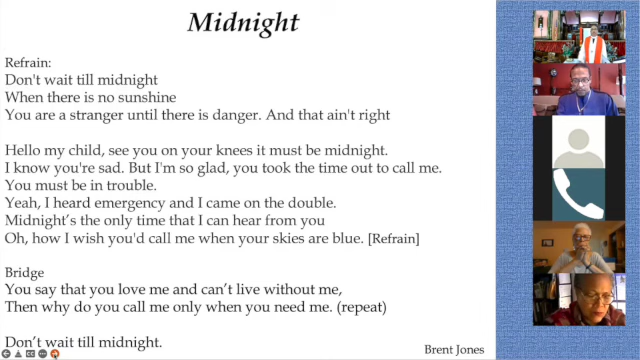 Midnight
Refrain:
Don't wait till midnight
When there is no sunshine
You are a stranger until there is danger. And that ain't right
Hello my child, see you on your knees it must be midnight.
I know you're sad. But I'm so glad, you took the time out to call me.
You must be in trouble.
Yeah, I heard emergency and I came on the double.
Midnight's the only time that I can hear from you
Oh, how I wish you'd call me when your skies are blue. [Refrain]
Bridge
You say that you love me and can't live without me,
Then why do you call me only when you need me. (repeat)
Don't wait till midnight.
Brent Jones